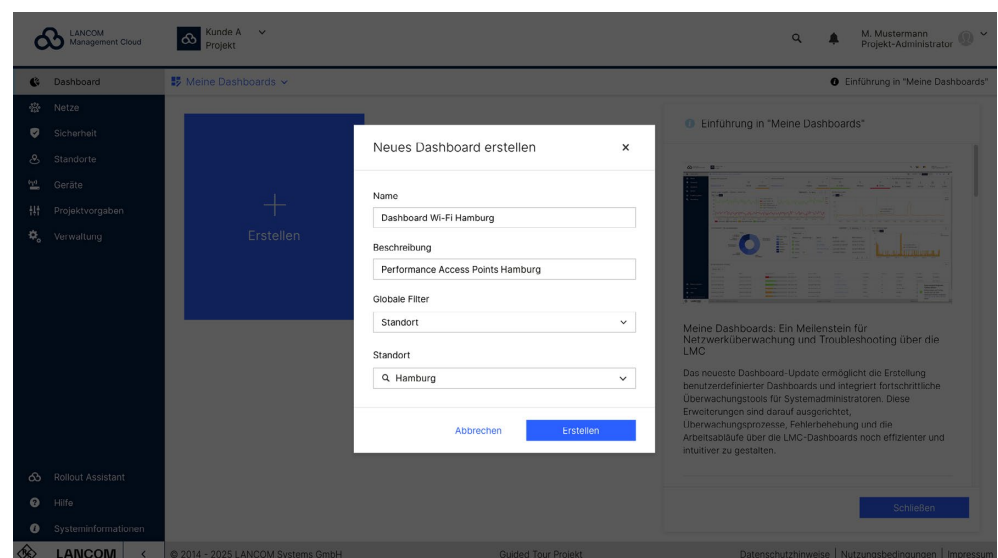 LANCOM
Management Cloud
Kunde A
Projekt
M. Mustermann
Projekt-Administrator
Dashboard
Meine Dashboards
Einführung in "Meine Dashboards"
Netze
Sicherheit
Standorte
Geräte
Projektvorgaben
Verwaltung
Erstellen
Neues Dashboard erstellen
Name
Dashboard Wi-Fi Hamburg
Beschreibung
Performance Access Points Hamburg
Globale Filter
Standort
Standort
Hamburg
Abbrechen
Erstellen
Einführung in "Meine Dashboards"
Meine Dashboards: Ein Meilenstein für
Netzwerküberwachung und Troubleshooting über die
LMC
Das neueste Dashboard-Update ermöglicht die Erstellung
benutzerdefinierter Dashboards und integriert fortschrittliche
Überwachungstools für Systemadministratoren. Diese
Erweiterungen sind darauf ausgerichtet,
Überwachungsprozesse, Fehlerbehebung und die
Arbeitsabläufe über die LMC-Dashboards noch effizienter und
intuitiver zu gestalten.
Schließen
Rollout Assistant
Hilfe
Systeminformationen
LANCOM
© 2014 - 2025 LANCOM Systems GmbH
Guided Tour Projekt
Datenschutzhinweise | Nutzungsbedingungen | Impressum